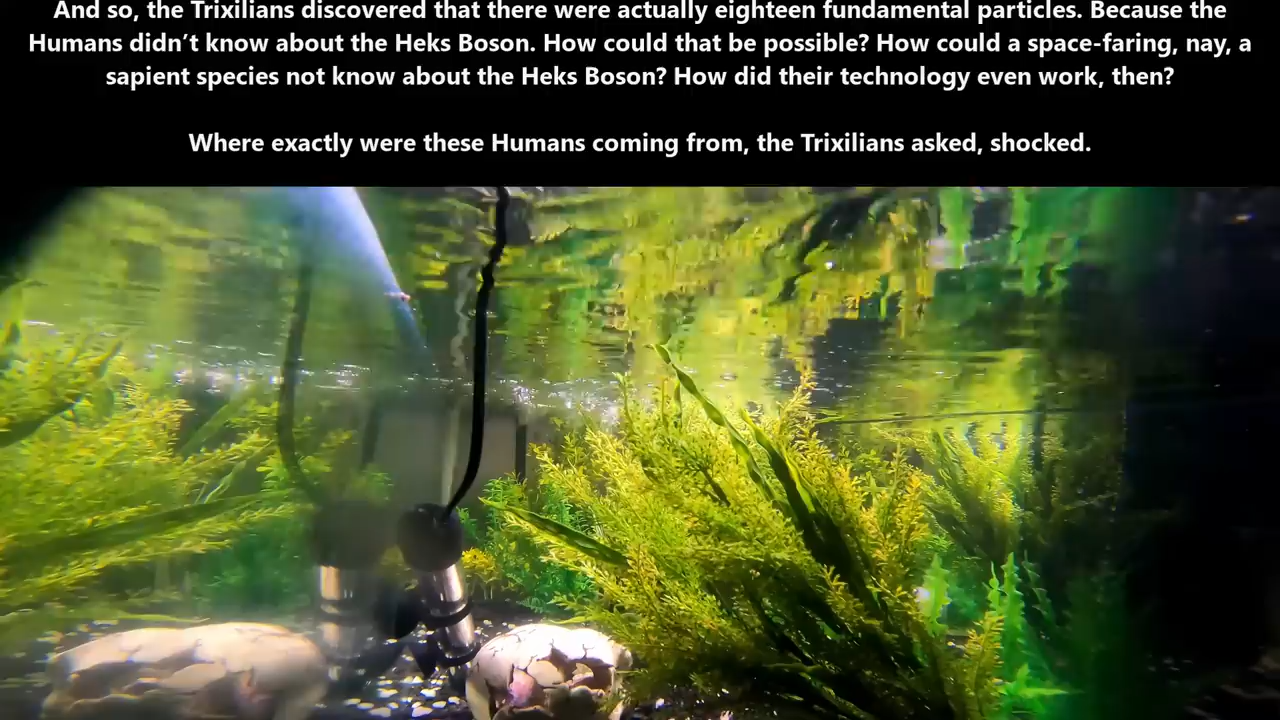 And so, the Trixilians discovered that there were actually eighteen fundamental particles. Because the
Humans didn’t know about the Heks Boson. How could that be possible? How could a space-faring, nay, a
sapient species not know about the Heks Boson? How did their technology even work, then?
Where exactly were these Humans coming from, the Trixilians asked, shocked.